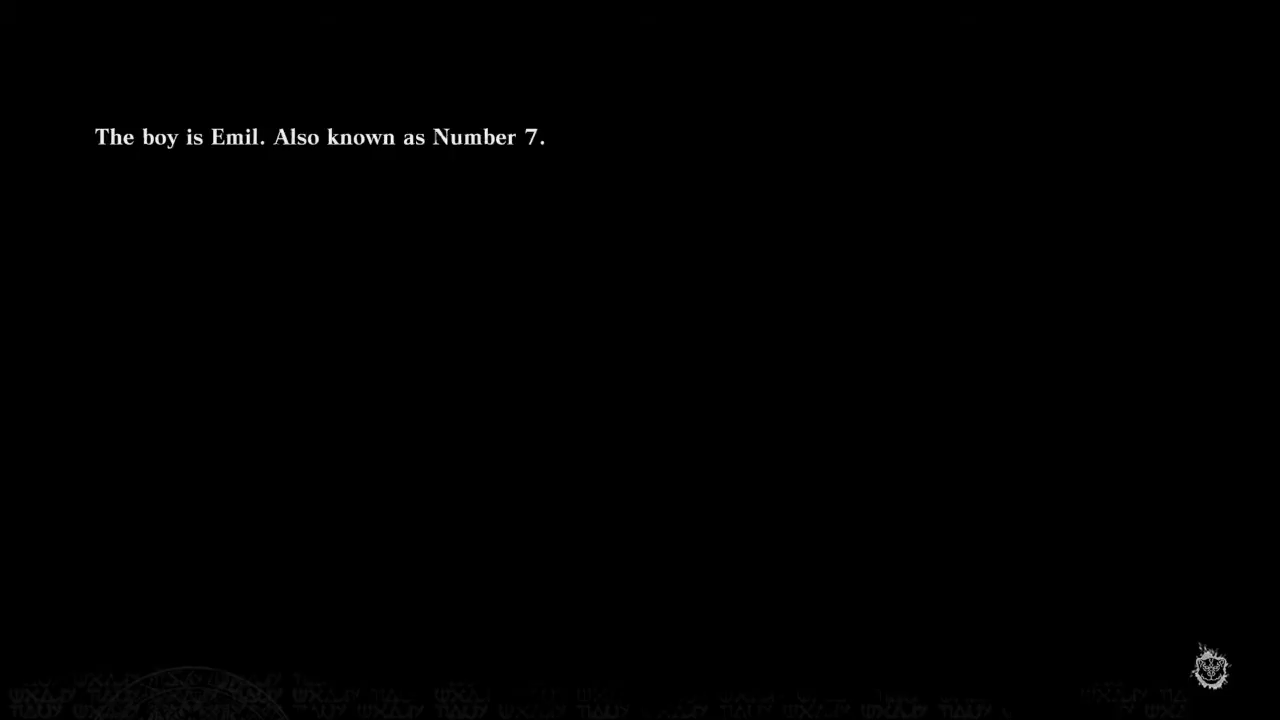 The boy is Emil. Also known as Number 7.